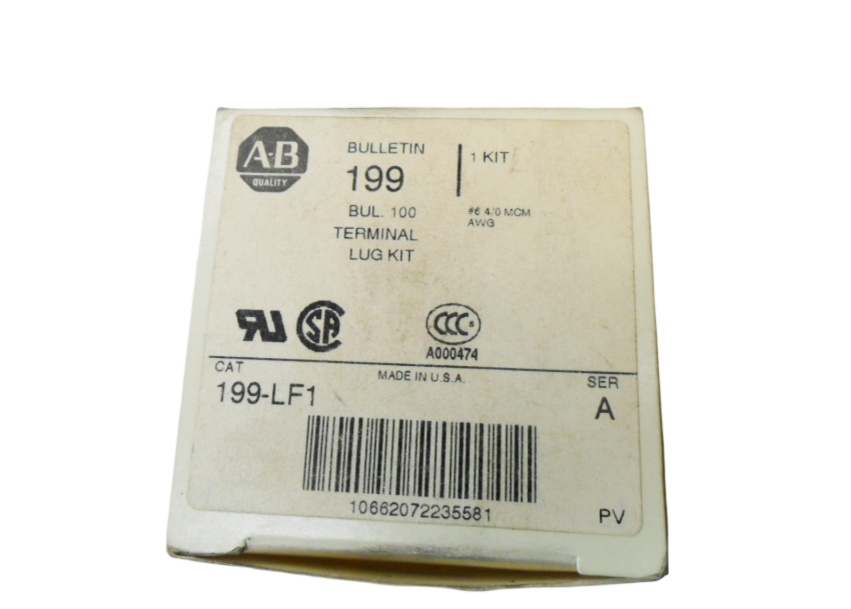 A-B
QUALITY
BULLETIN
199
BUL. 100
TERMINAL
LUG KIT
1 KIT
#6 4/0 MCM
AWG
CCC S
A000474
CAT
199-LF1
MADE IN U.S.A.
SER
A
10662072235581
PV